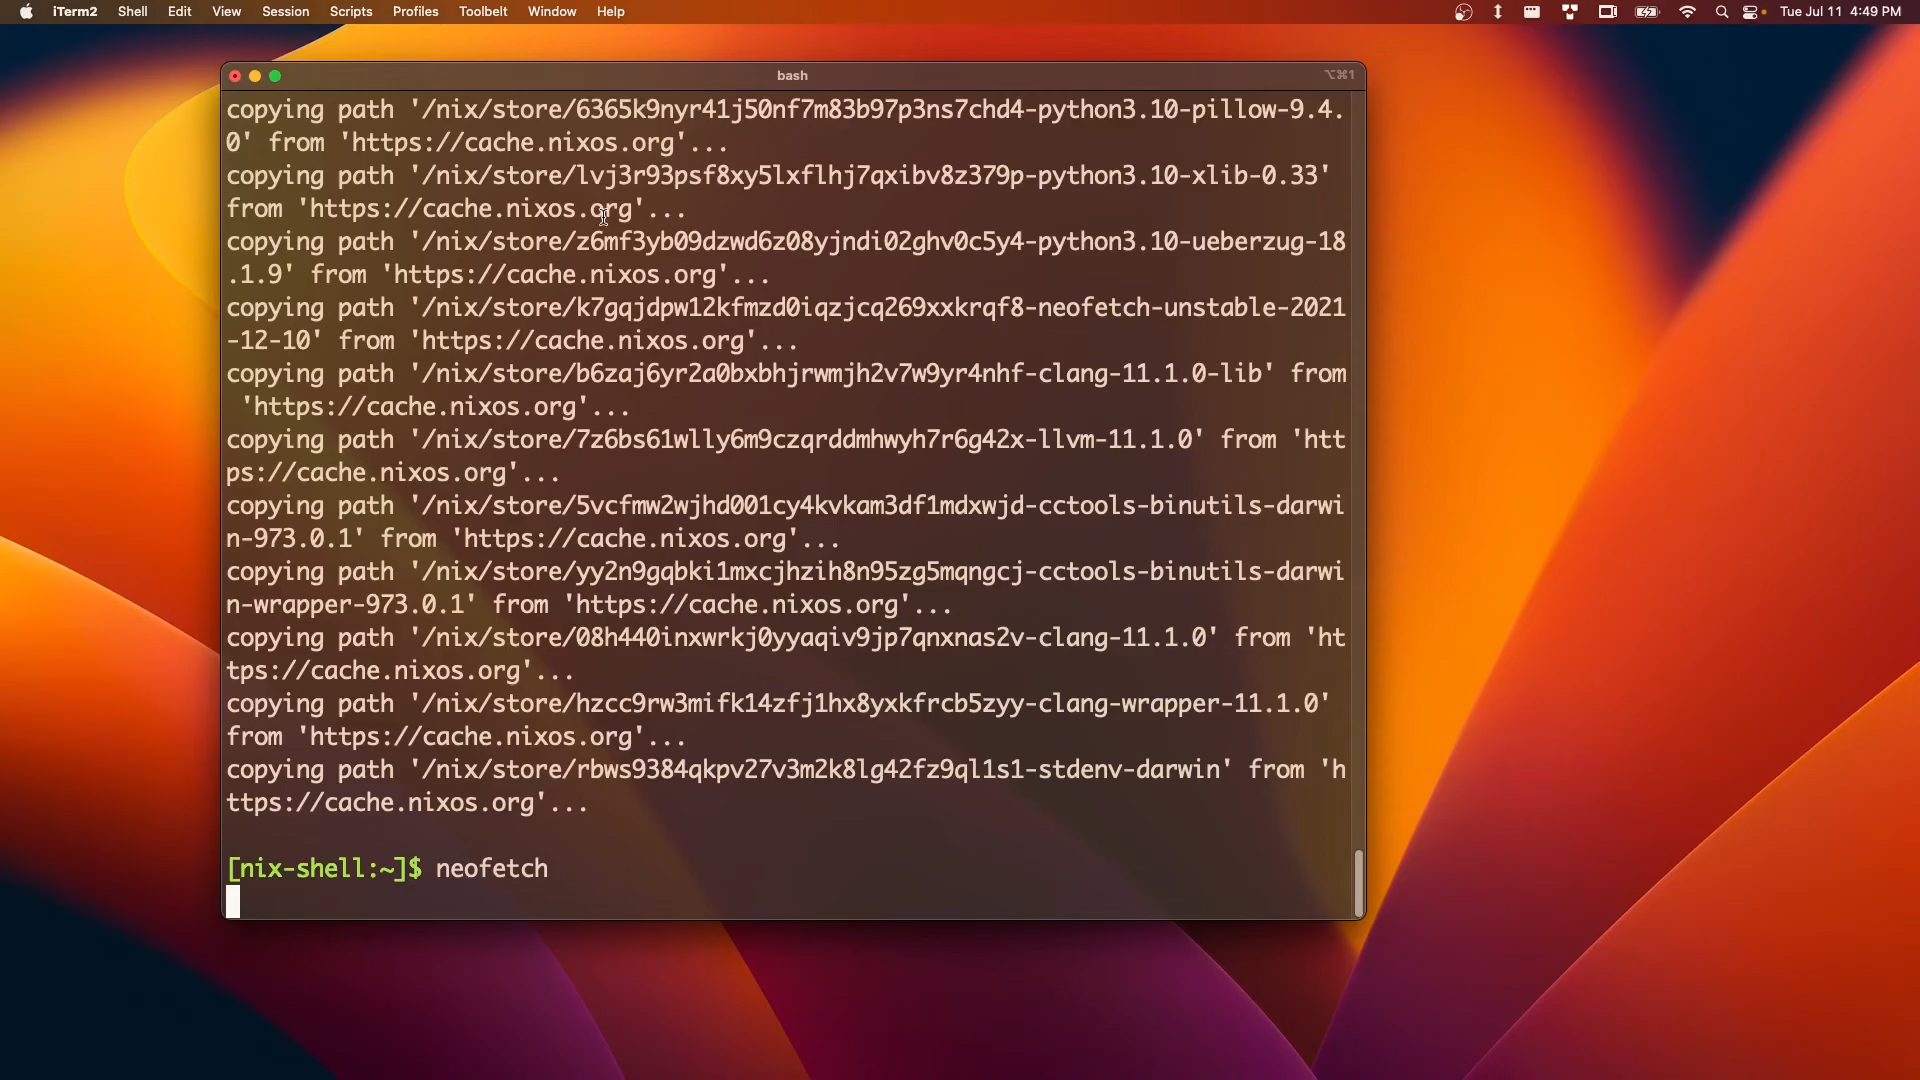 iTerm2 Shell Edit View Session Scripts Profiles Toolbelt Window Help Tue Jul 11 4:49 PM
bash ⌥⌘1
copying path '/nix/store/6365k9nyr41j50nf7m83b97p3ns7chd4-python3.10-pillow-9.4.
0' from 'https://cache.nixos.org'...
copying path '/nix/store/lvj3r93psf8xy5lxflhj7qxibv8z379p-python3.10-xlib-0.33'
from 'https://cache.nixos.org'...
copying path '/nix/store/z6mf3yb09dzwd6z08yjndi02ghv0c5y4-python3.10-ueberzug-18
.1.9' from 'https://cache.nixos.org'...
copying path '/nix/store/k7gqjdpw12kfmzd0iqzjcq269xxkrqf8-neofetch-unstable-2021
-12-10' from 'https://cache.nixos.org'...
copying path '/nix/store/b6zaj6yr2a0bxbhjrwmjh2v7w9yr4nhf-clang-11.1.0-lib' from
'https://cache.nixos.org'...
copying path '/nix/store/7z6bs61wlly6m9czqrddmhwyh7r6g42x-llvm-11.1.0' from 'htt
ps://cache.nixos.org'...
copying path '/nix/store/5vcfmw2wjhd001cy4kvkam3df1mdxwjd-cctools-binutils-darwi
n-973.0.1' from 'https://cache.nixos.org'...
copying path '/nix/store/yy2n9gqbki1mxcjhzih8n95zg5mqngcj-cctools-binutils-darwi
n-wrapper-973.0.1' from 'https://cache.nixos.org'...
copying path '/nix/store/08h440inxwrkj0yyaqiv9jp7qnxnas2v-clang-11.1.0' from 'ht
tps://cache.nixos.org'...
copying path '/nix/store/hzcc9rw3mifk14zfj1hx8yxkfrcb5zyy-clang-wrapper-11.1.0'
from 'https://cache.nixos.org'...
copying path '/nix/store/rbws9384qkpv27v3m2k8lg42fz9ql1s1-stdenv-darwin' from 'h
ttps://cache.nixos.org'...
[nix-shell:~]$ neofetch